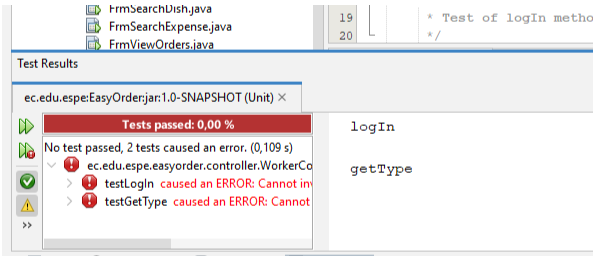 FrmSearchDish.java
FrmSearchExpense.java
FrmViewOrders.java
19 * Test of logIn metho
20 */
Test Results
ec.edu.espe:EasyOrder:jar:1.0-SNAPSHOT (Unit) ×
Tests passed: 0,00 %
No test passed, 2 tests caused an error. (0,109 s)
ec.edu.espe.easyorder.controller.WorkerCo
testLogIn caused an ERROR: Cannot inv
testGetType caused an ERROR: Cannot
logIn
getType